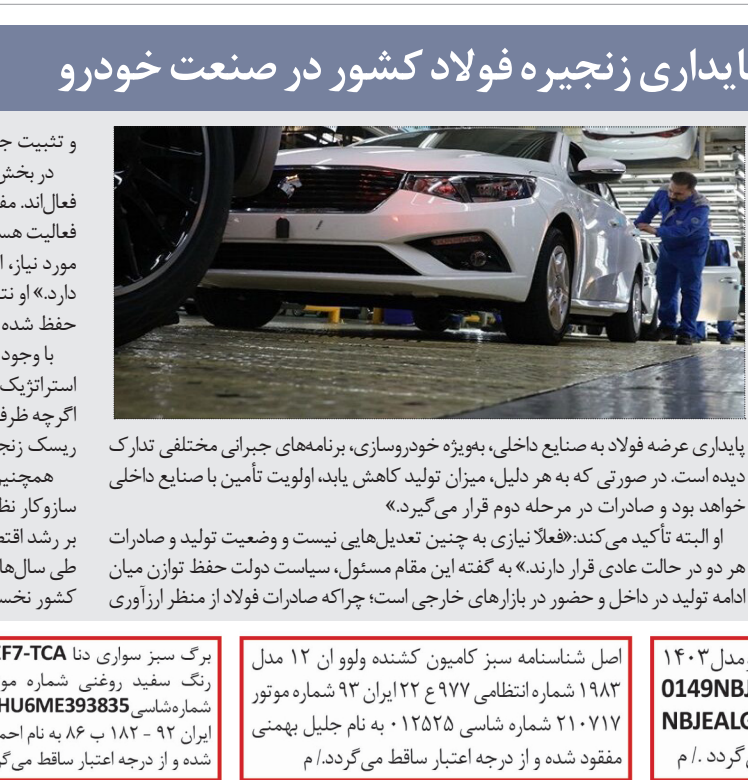 پایداری زنجیره فولاد کشور در صنعت خودرو
پایداری عرضه فولاد به صنایع داخلی، به‌ویژه خودروسازی، برنامه‌های جبرانی مختلفی تدارک
دیده است. در صورتی که به هر دلیل، میزان تولید کاهش یابد، اولویت تأمین با صنایع داخلی
خواهد بود و صادرات در مرحله دوم قرار می‌گیرد.»
او البته تأکید می‌کند:«فعلاً نیازی به چنین تعدیل‌هایی نیست و وضعیت تولید و صادرات
هر دو در حالت عادی قرار دارند.» به گفته این مقام مسئول، سیاست دولت حفظ توازن میان
ادامه تولید در داخل و حضور در بازارهای خارجی است؛ چراکه صادرات فولاد از منظر ارزآوری
و تثبیت
در بخش
فعال‌اند.
فعالیت
مورد نیاز،
دارد.» او
حفظ شده
با وجود
استراتژیک
اگرچه
ریسک
همچنین
سازوکار
بر رشد
طی سال‌ها
کشور
مدل ۱۴۰۳
0149NBJ
NBJEALG
گردد ./ م
اصل شناسنامه سبز کامیون کشنده ولوو ان ۱۲ مدل
۱۹۸۳ شماره انتظامی ۹۷۷ ع ۲۲ ایران ۹۳ شماره موتور
۲۱۰۷۱۷ شماره شاسی ۰۱۲۵۲۵ به نام جلیل بهمنی
مفقود شده و از درجه اعتبار ساقط می‌گردد./ م
برگ سبز سواری دنا EF7-TCA
رنگ سفید روغنی شماره
شماره‌شاسی HU6ME393835
ایران ۹۲ - ۱۸۲ ب ۸۶ به نام
شده و از درجه اعتبار ساقط